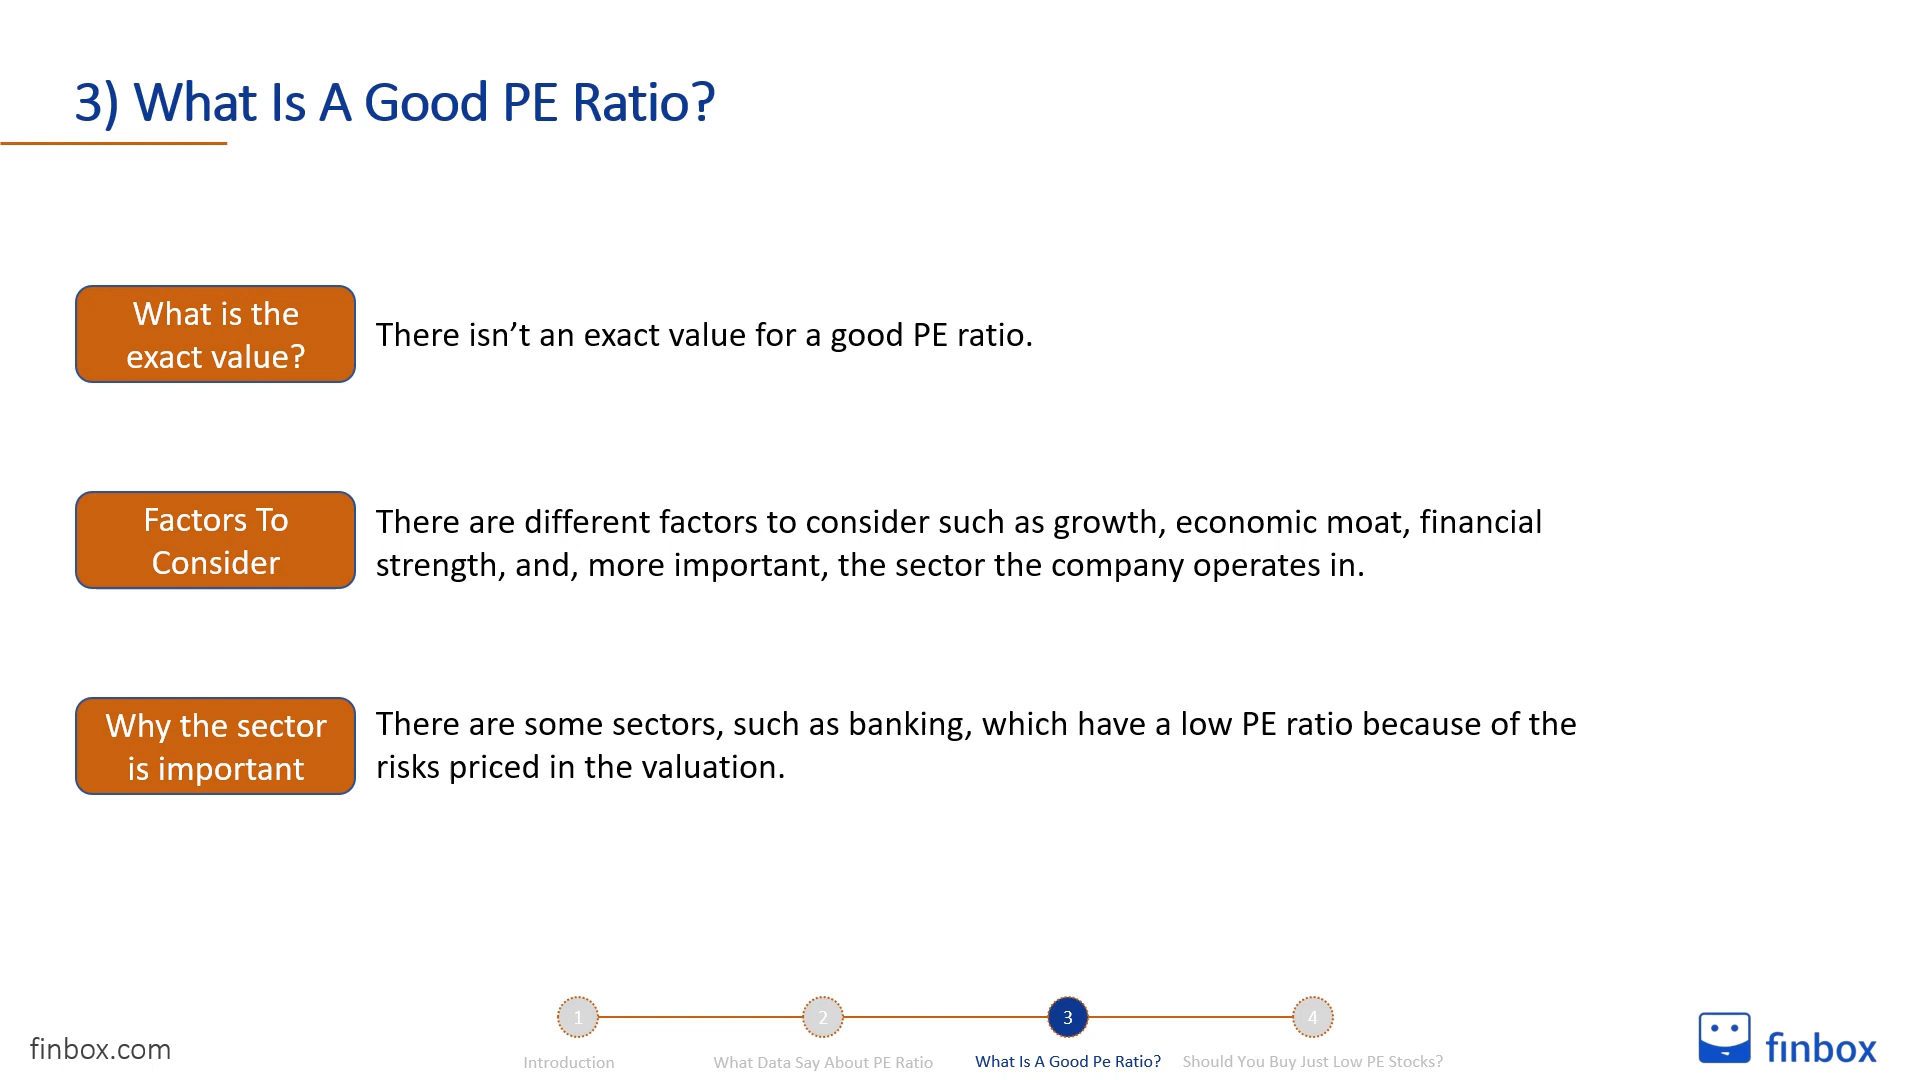 3) What Is A Good PE Ratio?
What is the
exact value?
There isn’t an exact value for a good PE ratio.
Factors To
Consider
There are different factors to consider such as growth, economic moat, financial
strength, and, more important, the sector the company operates in.
Why the sector
is important
There are some sectors, such as banking, which have a low PE ratio because of the
risks priced in the valuation.
1
2
3
4
Introduction
What Data Say About PE Ratio
What Is A Good Pe Ratio?
Should You Buy Just Low PE Stocks?
finbox.com
finbox